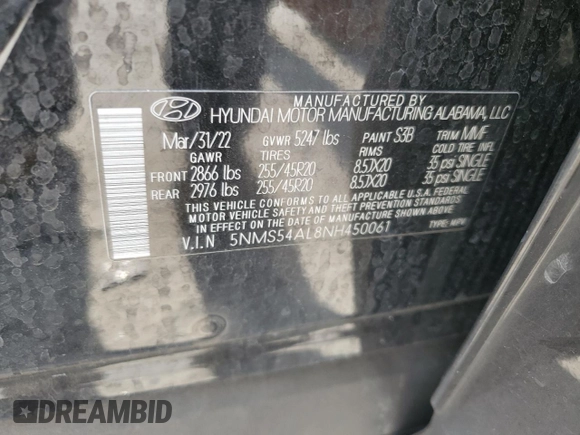 MANUFACTURED BY
HYUNDAI MOTOR MANUFACTURING ALABAMA, LLC
Mar/31/22 GVWR 5247 lbs PAINT S3B TRIM MMF
GAWR TIRES RIMS COLD TIRE INFL
FRONT 2866 lbs 255/45R20 8.5JX20 35 psi SINGLE
REAR 2976 lbs 255/45R20 8.5JX20 35 psi SINGLE
THIS VEHICLE CONFORMS TO ALL APPLICABLE U.S.A. FEDERAL
MOTOR VEHICLE SAFETY AND THEFT PREVENTION STANDARDS
IN EFFECT ON THE DATE OF MANUFACTURE SHOWN ABOVE.
V.I.N 5NMS54AL8NH450061 TYPE: MPV
DREAMBID